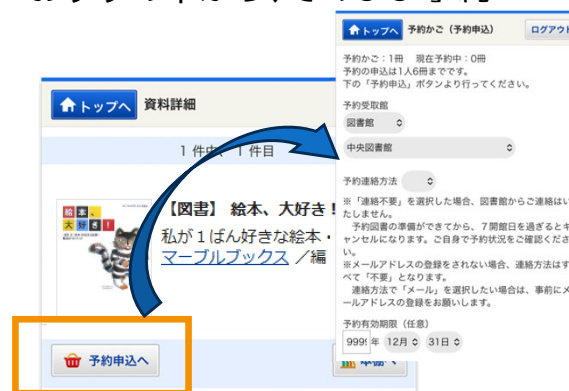 トップへ 資料詳細
1 件中、1 件目
絵本、
大好き!
【図書】 絵本、大好き!
私が1ばん好きな絵本・
マーブルブックス ／編
予約申込へ
本棚へ
トップへ 予約かご（予約申込） ログアウト
予約かご：1冊 現在予約中：0冊
予約の申込は1人6冊までです。
下の「予約申込」ボタンより行ってください。
予約受取館
図書館
中央図書館
予約連絡方法
※「連絡不要」を選択した場合、図書館からご連絡はい
たしません。
予約図書の準備ができてから、７開館日を過ぎるとキ
ャンセルになります。ご自身で予約状況をご確認くださ
い。
※メールアドレスの登録をされない場合、連絡方法はす
べて「不要」となります。
連絡方法で「メール」を選択したい場合は、事前にメ
ールアドレスの登録をお願いします。
予約有効期限（任意）
9999 年 12月 31日